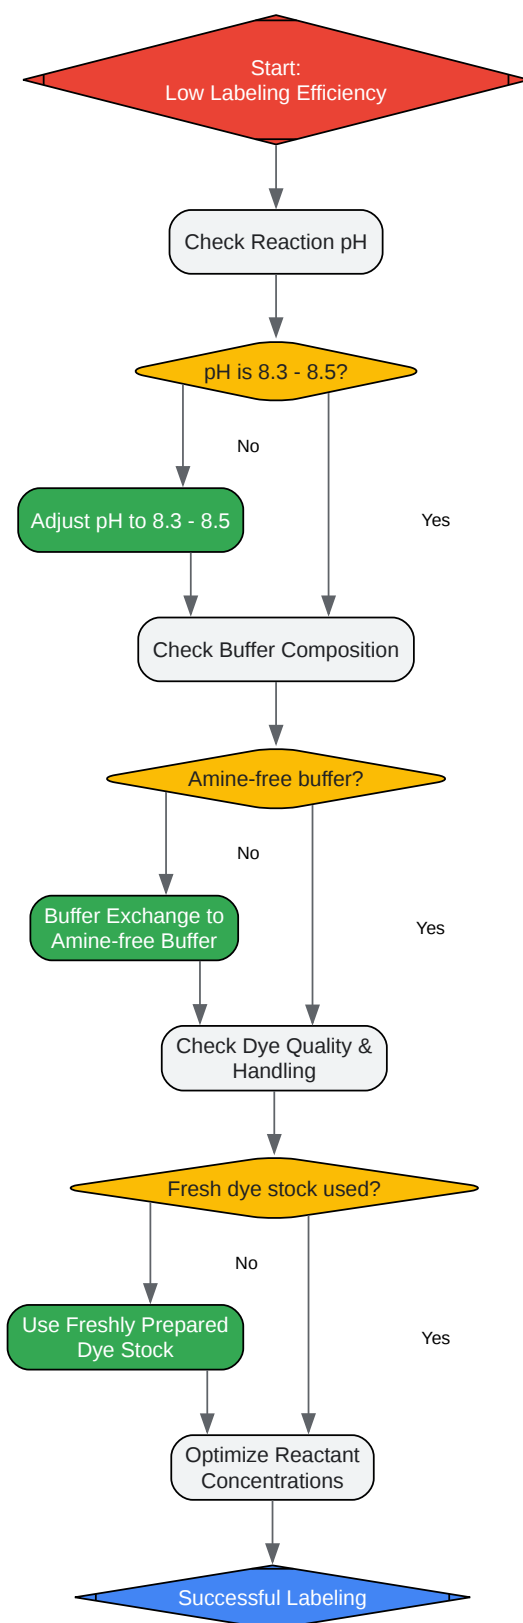 Start:
Low Labeling Efficiency
Check Reaction pH
pH is 8.3 - 8.5?
No
Adjust pH to 8.3 - 8.5
Yes
Check Buffer Composition
Amine-free buffer?
No
Buffer Exchange to
Amine-free Buffer
Yes
Check Dye Quality &
Handling
Fresh dye stock used?
No
Use Freshly Prepared
Dye Stock
Yes
Optimize Reactant
Concentrations
Successful Labeling